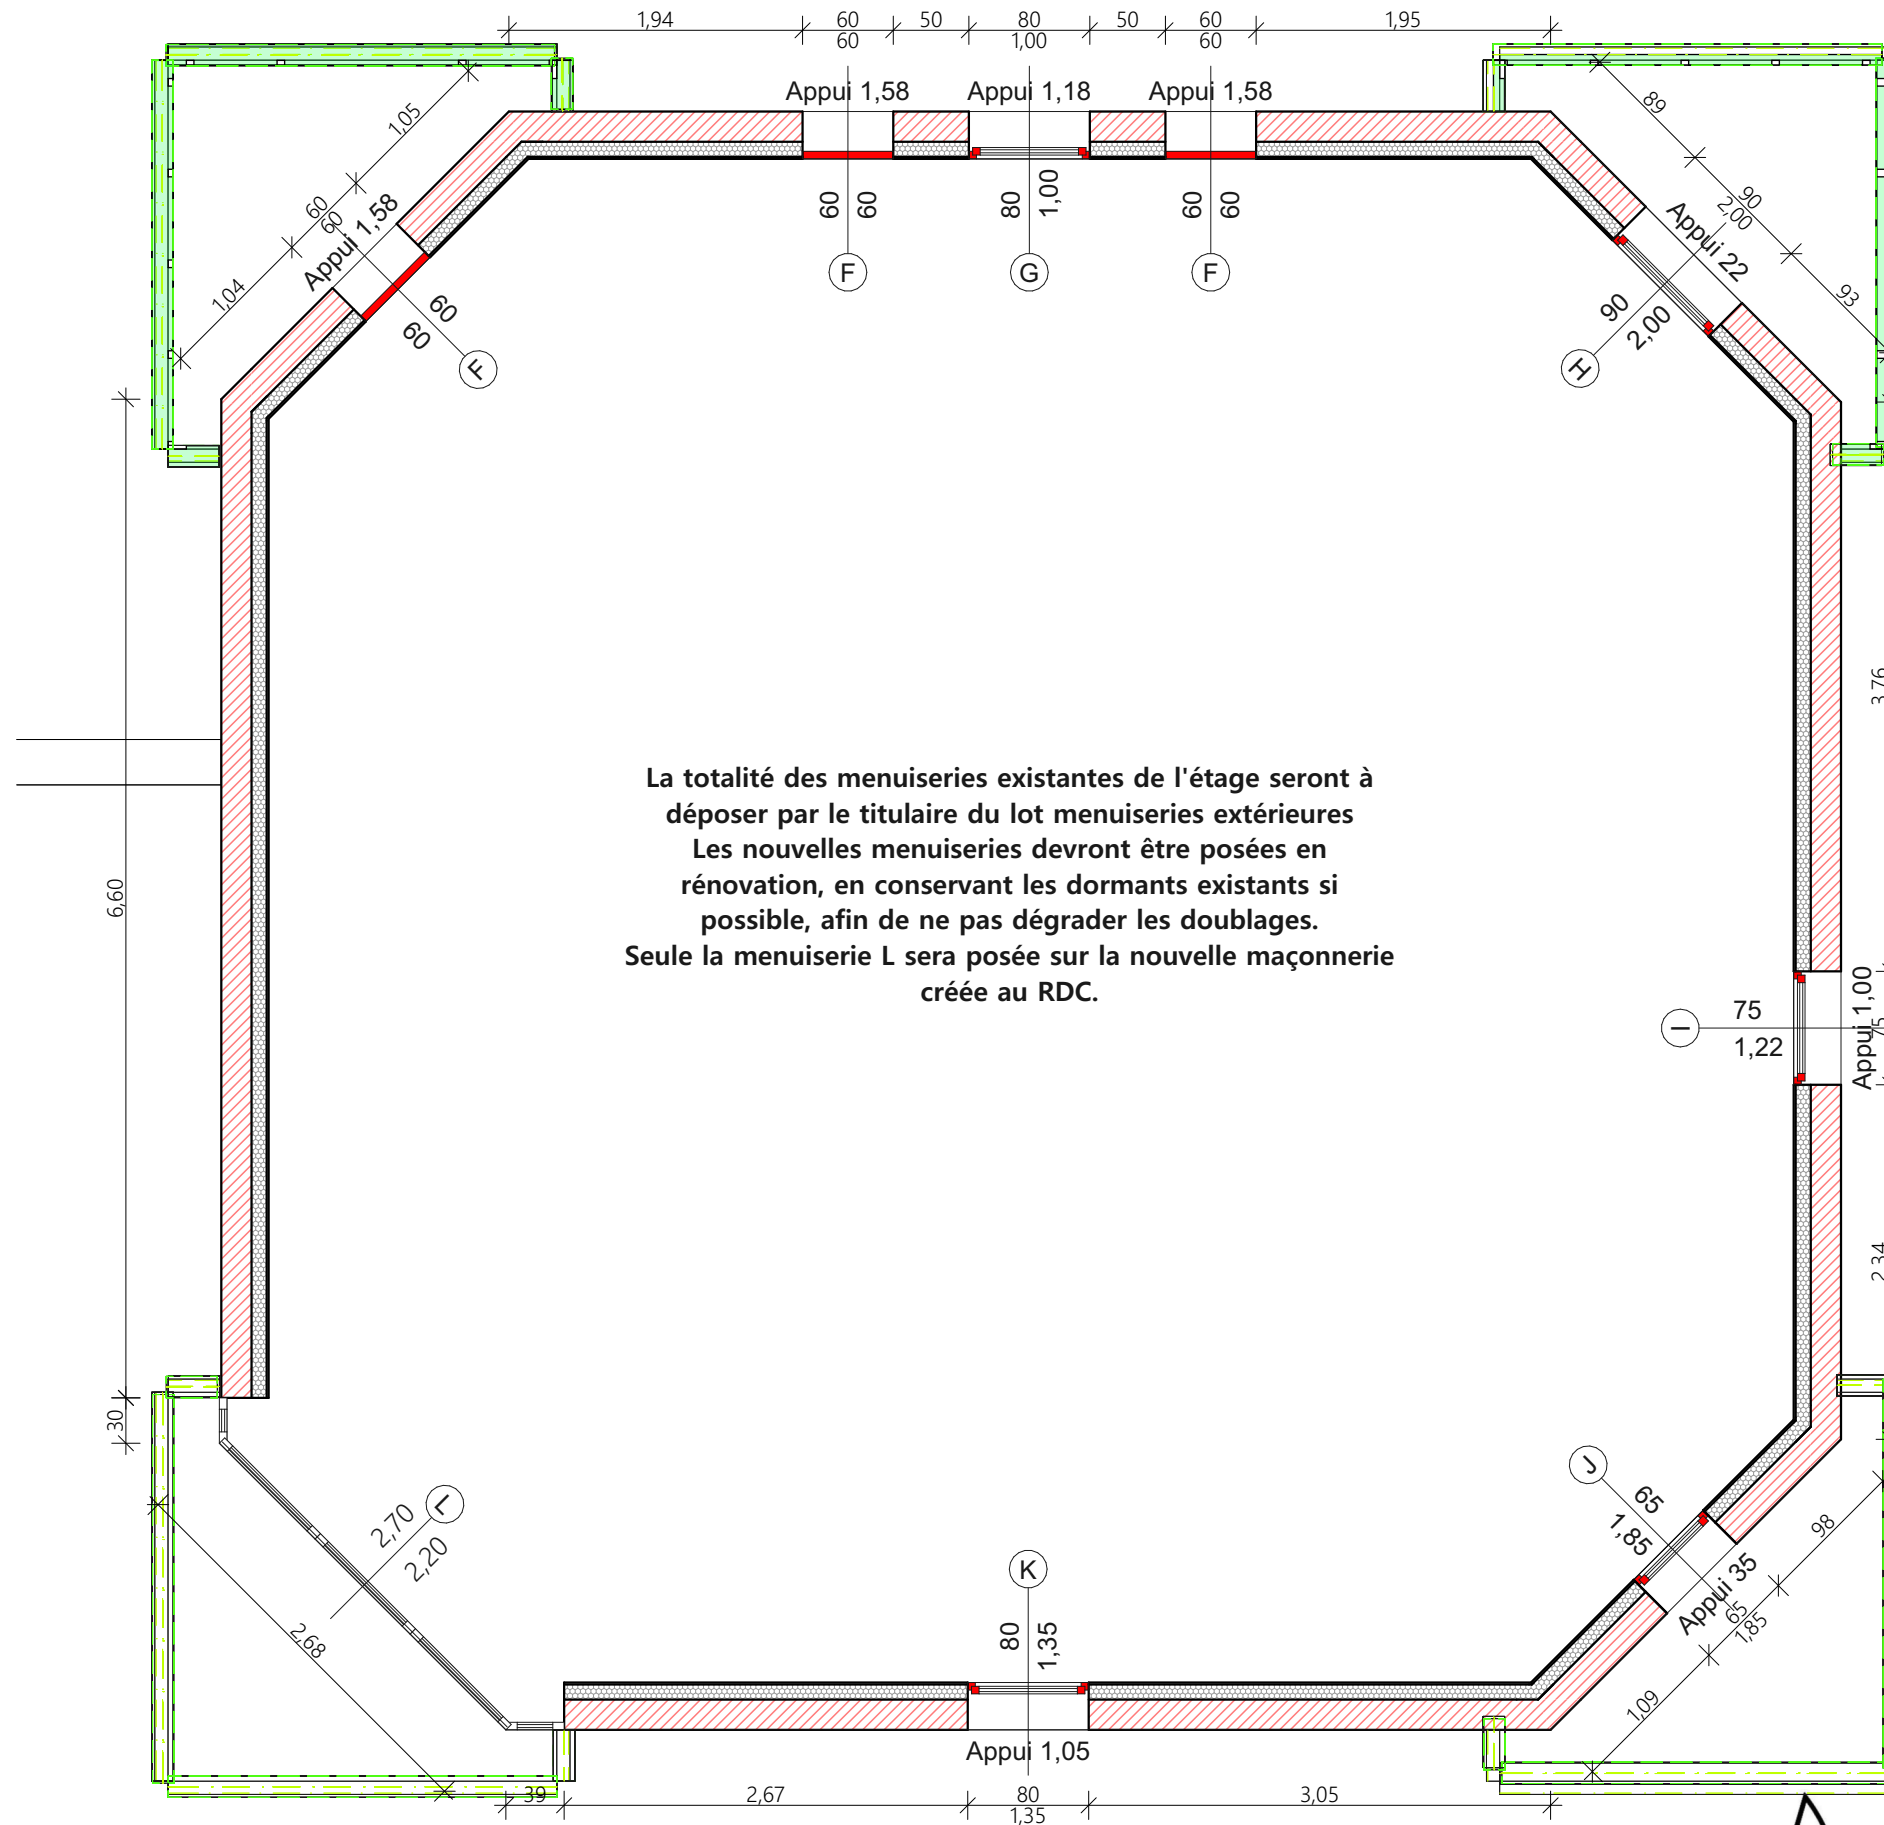 1,94
60
60
50
80
1,00
50
60
60
1,95
Appui 1,58
Appui 1,18
Appui 1,58
60
60
80
1,00
60
60
F
G
F
1,05
60
60
1,04
Appui 1,58
60
60
F
89
90
2,00
93
Appui 22
90
2,00
H
6,60
3,76
La totalité des menuiseries existantes de l'étage seront à
déposer par le titulaire du lot menuiseries extérieures
Les nouvelles menuiseries devront être posées en
rénovation, en conservant les dormants existants si
possible, afin de ne pas dégrader les doublages.
Seule la menuiserie L sera posée sur la nouvelle maçonnerie
créée au RDC.
I
75
1,22
Appui 1,00
75
2,34
30
L
2,70
2,20
2,68
J
65
1,85
Appui 35
98
65
1,85
1,09
K
80
1,35
Appui 1,05
39
2,67
80
1,35
3,05